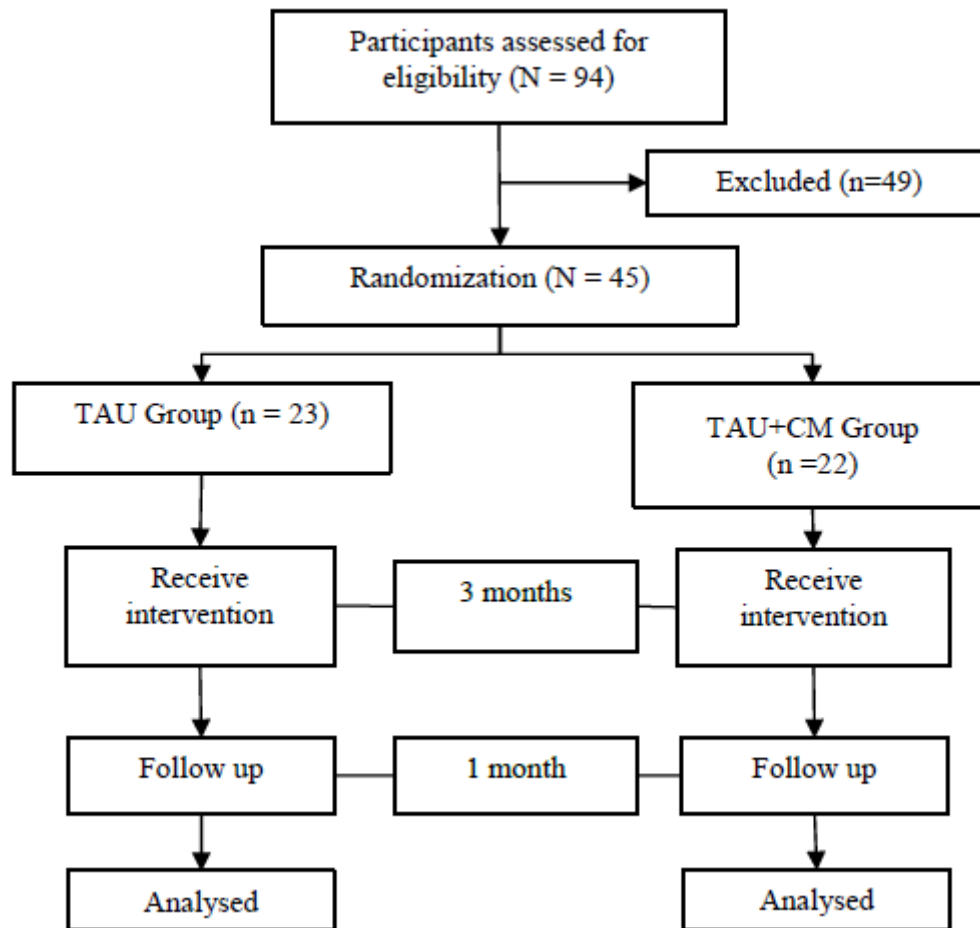 Participants assessed for
eligibility (N = 94)
Excluded (n=49)
Randomization (N = 45)
TAU Group (n = 23)
TAU+CM Group
(n =22)
Receive
intervention
3 months
Receive
intervention
Follow up
1 month
Follow up
Analysed
Analysed